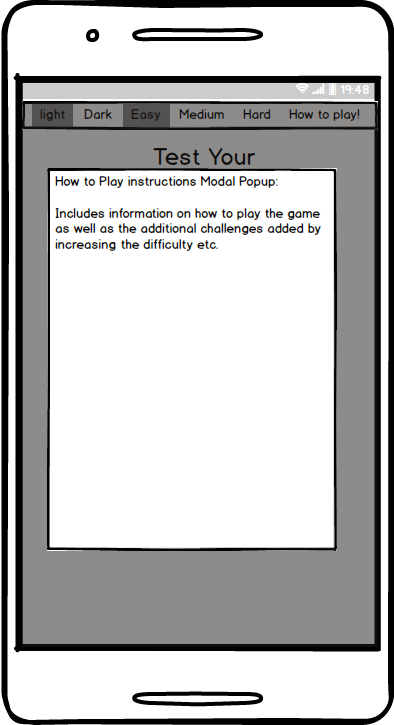 19:48
light Dark Easy Medium Hard How to play!
Test Your
How to Play instructions Modal Popup:
Includes information on how to play the game
as well as the additional challenges added by
increasing the difficulty etc.